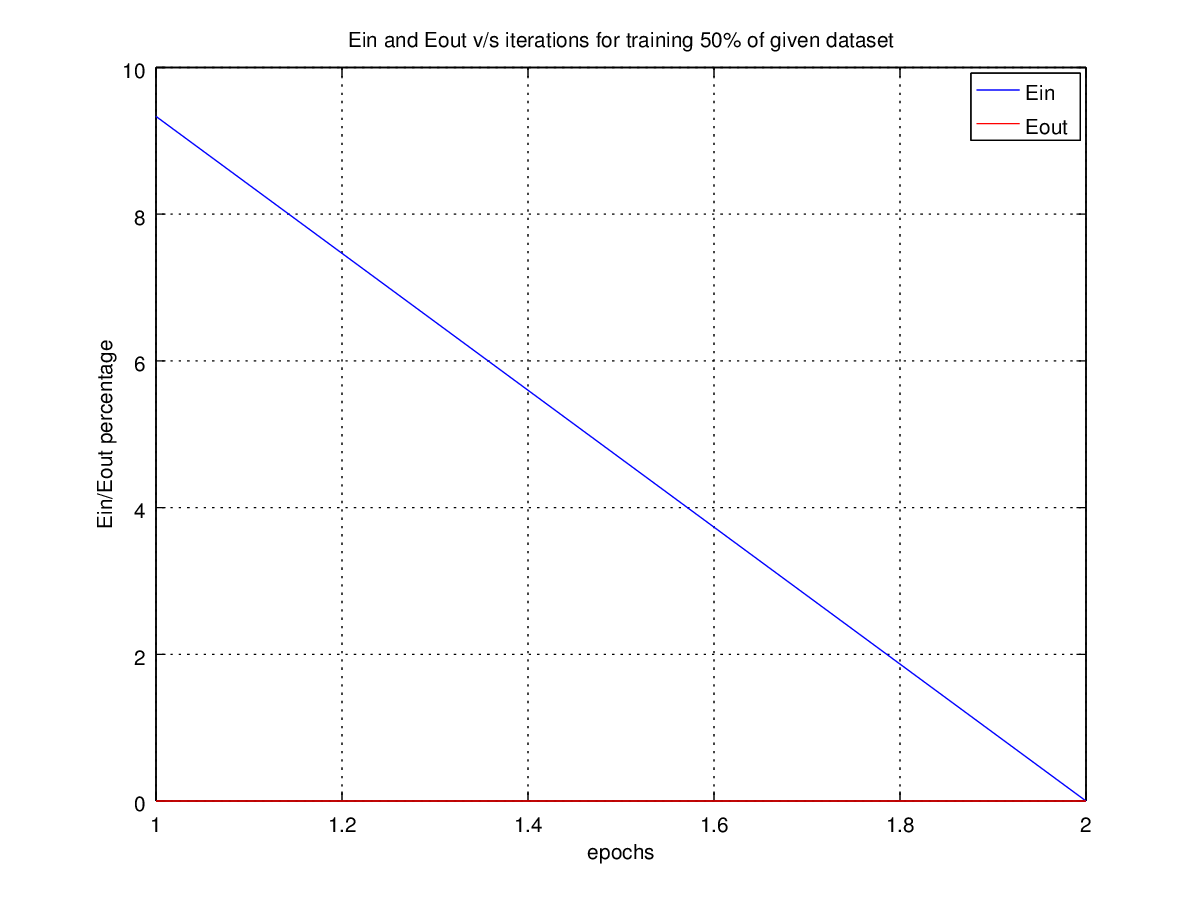 Ein and Eout v/s iterations for training 50% of given dataset
Ein
Eout
10
8
6
4
2
0
Ein/Eout percentage
1 1.2 1.4 1.6 1.8 2
epochs